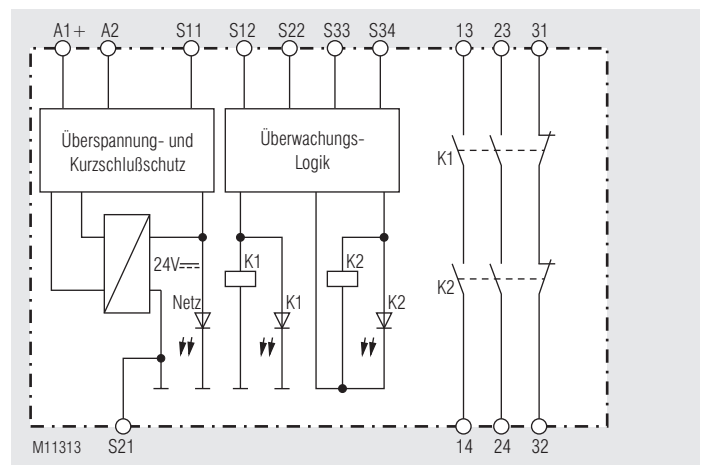 A1+ A2 S11 S12 S22 S33 S34 13 23 31
Überspannung- und
Kurzschlußschutz
Überwachungs-
Logik
K1
24V
K1
K2
K2
Netz
K1
K2
M11313
S21
14 24 32